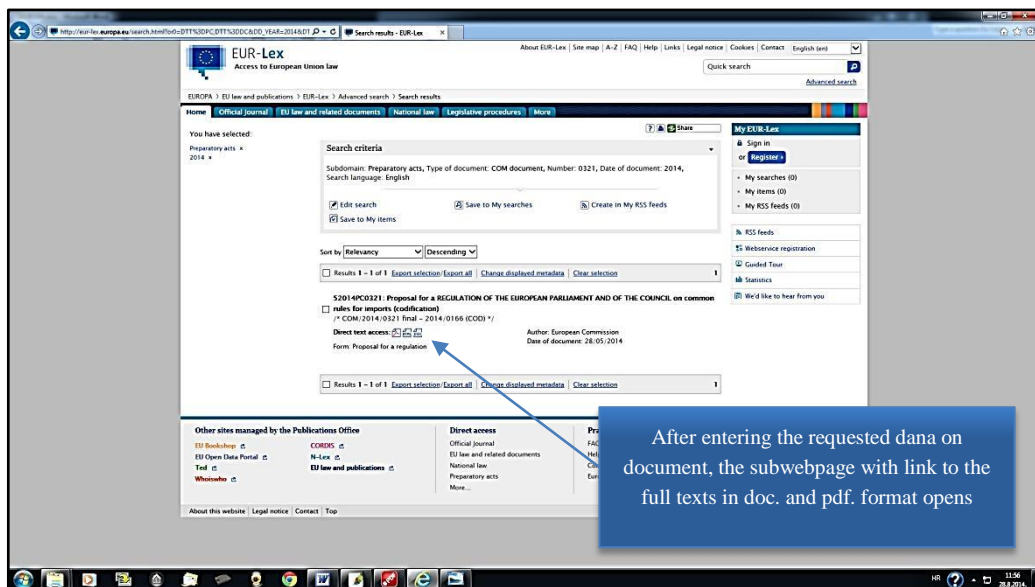 http://eur-lex.europa.eu/search.html?o0=DTT%3DPC,DTT%3DDC&DD_YEAR=2014&DT
Search results - EUR-Lex
About EUR-Lex | Site map | A-Z | FAQ | Help | Links | Legal notice | Cookies | Contact English (en)
EUR-Lex
Access to European Union law
Quick search
Advanced search
EUROPA > EU law and publications > EUR-Lex > Advanced search > Search results
Home Official Journal EU law and related documents National law Legislative procedures More
You have selected:
Preparatory acts x
2014 x
? Share
Search criteria
Subdomain: Preparatory acts, Type of document: COM document, Number: 0321, Date of document: 2014,
Search language: English
Edit search Save to My searches Create in My RSS feeds
Save to My items
Sort by Relevancy Descending
Results 1 – 1 of 1 Export selection/Export all | Change displayed metadata | Clear selection 1
52014PC0321: Proposal for a REGULATION OF THE EUROPEAN PARLIAMENT AND OF THE COUNCIL on common
rules for imports (codification)
/* COM/2014/0321 final - 2014/0166 (COD) */
Direct text access:
Form: Proposal for a regulation
Author: European Commission
Date of document: 28/05/2014
Results 1 – 1 of 1 Export selection/Export all | Change displayed metadata | Clear selection 1
My EUR-Lex
Sign in
or Register
My searches (0)
My items (0)
My RSS feeds (0)
RSS feeds
Webservice registration
Guided Tour
Statistics
We'd like to hear from you
Other sites managed by the Publications Office
EU Bookshop
EU Open Data Portal
Ted
Whoiswho
CORDIS
N-Lex
EU law and publications
Direct access
Official Journal
EU law and related documents
National law
Preparatory acts
More...
About this website | Legal notice | Contact | Top
After entering the requested dana on
document, the subwebpage with link to the
full texts in doc. and pdf. format opens
HR
11:56
28.8.2014.